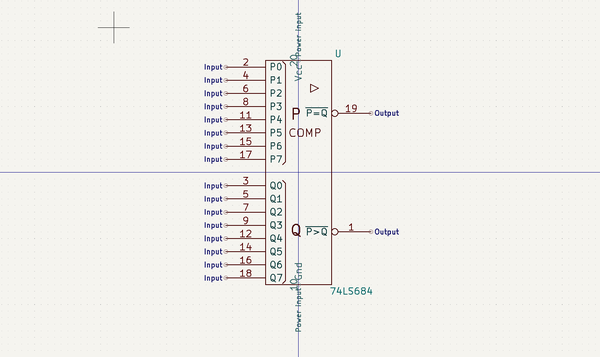 Power Input
20
Vcc
U
Input 2 P0
Input 4 P1
Input 6 P2
Input 8 P3
Input 11 P4
Input 13 P5
Input 15 P6
Input 17 P7
P P=Q 19 Output
COMP
Input 3 Q0
Input 5 Q1
Input 7 Q2
Input 9 Q3
Input 12 Q4
Input 14 Q5
Input 16 Q6
Input 18 Q7
Q P>Q 1 Output
Gnd
10
Power Input
74LS684